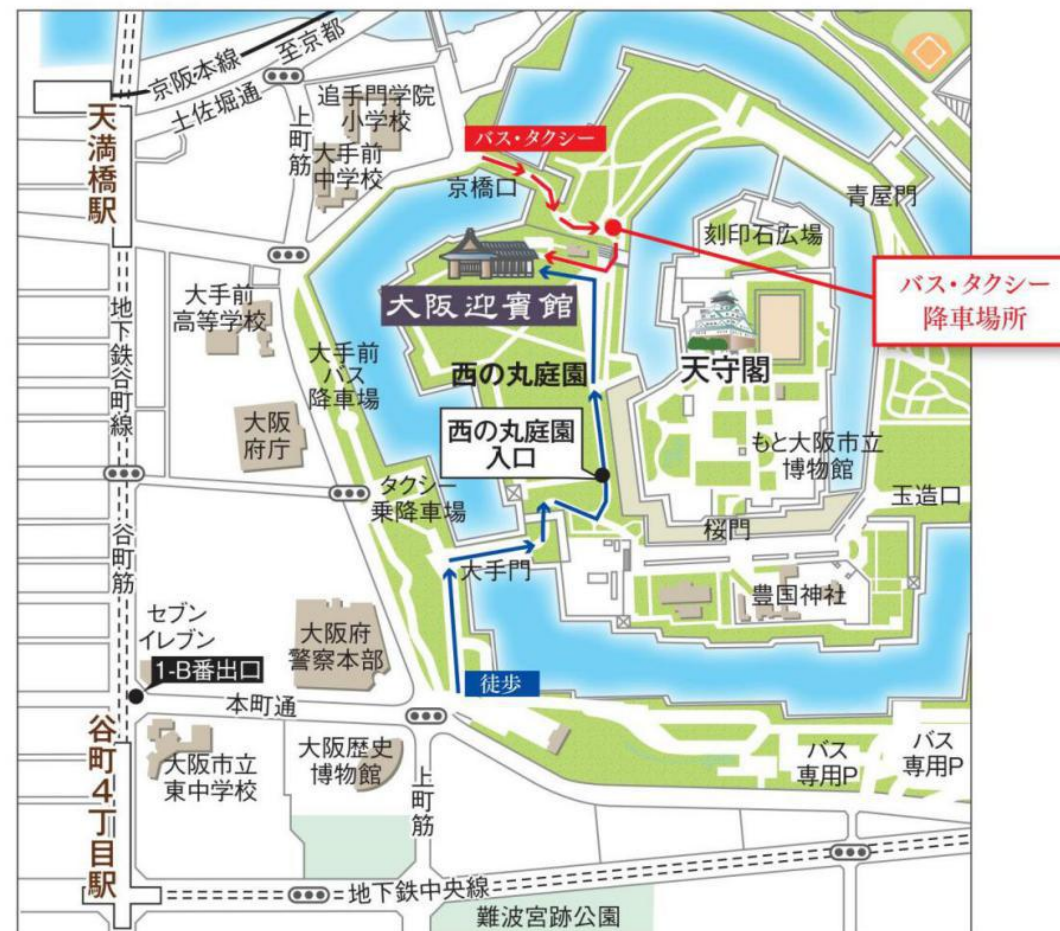 京阪本線
至京都
土佐堀通
天満橋駅
上町筋
追手門学院
小学校
大手前
中学校
バス・タクシー
京橋口
青屋門
刻印石広場
バス・タクシー
降車場所
大阪迎賓館
大手前
高等学校
地下鉄谷町線
大手前
バス
降車場
西の丸庭園
天守閣
大阪
府庁
西の丸庭園
入口
もと大阪市立
博物館
タクシー
乗降車場
玉造口
桜門
谷町筋
大手門
豊国神社
セブン
イレブン
大阪府
警察本部
1-B番出口
徒歩
本町通
谷町4丁目駅
大阪市立
東中学校
大阪歴史
博物館
上町筋
バス
専用P
バス
専用P
地下鉄中央線
難波宮跡公園